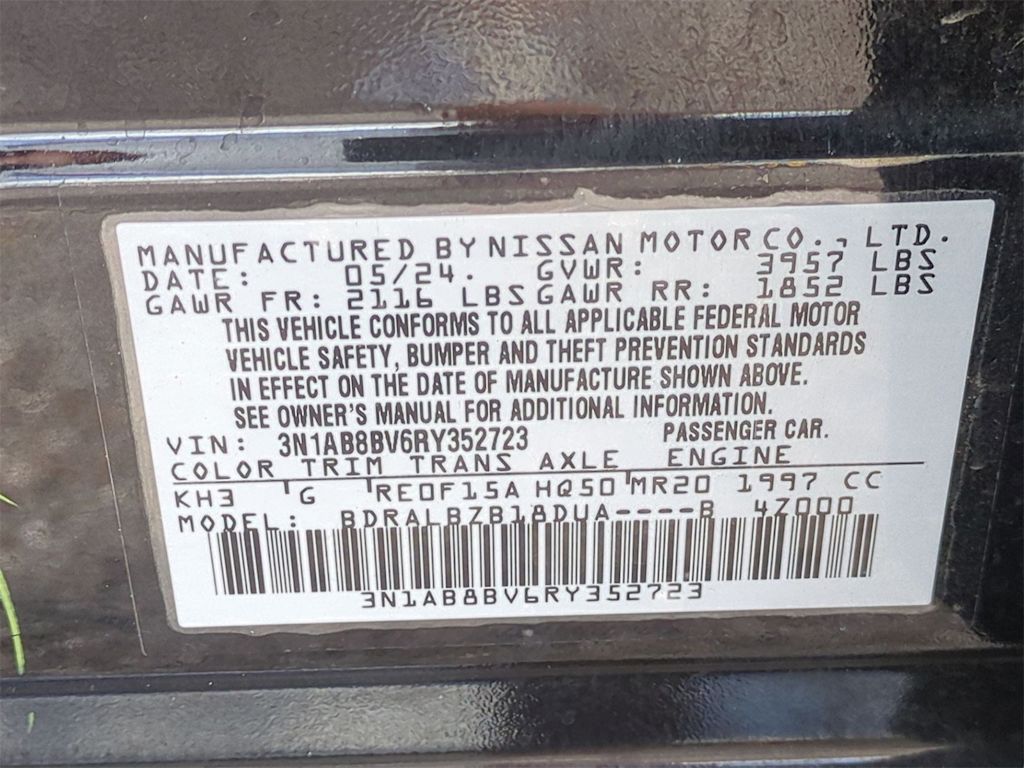 MANUFACTURED BY NISSAN MOTOR CO., LTD.
DATE: 05/24. GVWR: 3957 LBS
GAWR FR: 2116 LBS GAWR RR: 1852 LBS
THIS VEHICLE CONFORMS TO ALL APPLICABLE FEDERAL MOTOR
VEHICLE SAFETY, BUMPER AND THEFT PREVENTION STANDARDS
IN EFFECT ON THE DATE OF MANUFACTURE SHOWN ABOVE.
SEE OWNER'S MANUAL FOR ADDITIONAL INFORMATION.
VIN: 3N1AB8BV6RY352723 PASSENGER CAR.
COLOR TRIM TRANS AXLE ENGINE
KH3 G RE0F15A HQ50 MR20 1997 CC
MODEL: BDRALBZB18DUA----B 4Z000
3N1AB8BV6RY352723